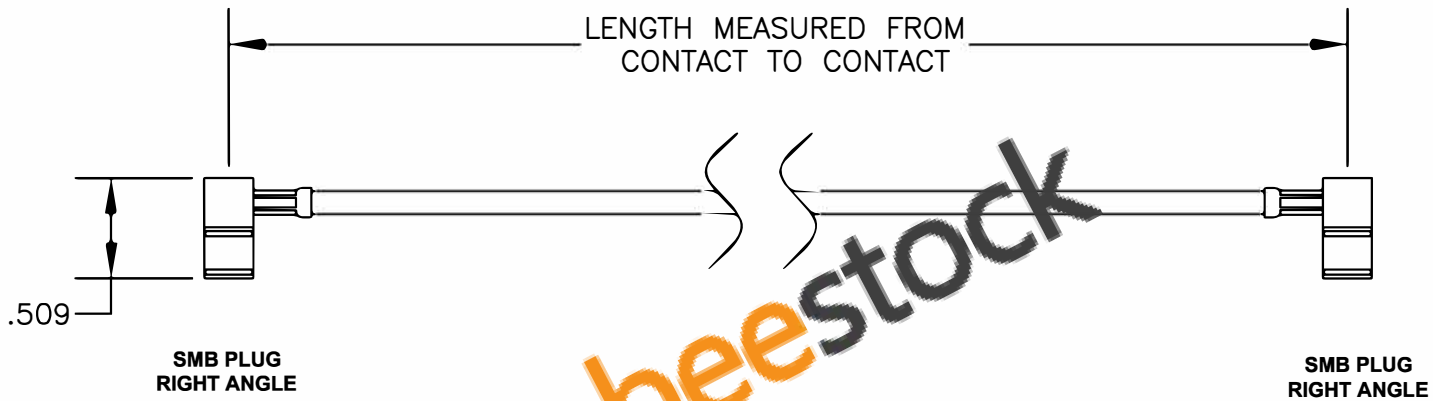 LENGTH MEASURED FROM
CONTACT TO CONTACT
.509
SMB PLUG
RIGHT ANGLE
SMB PLUG
RIGHT ANGLE
beestock